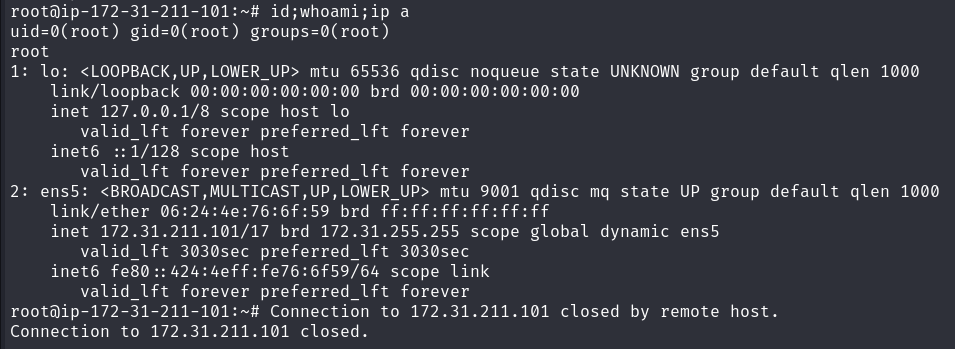 root@ip-172-31-211-101:~# id;whoami;ip a
uid=0(root) gid=0(root) groups=0(root)
root
1: lo: <LOOPBACK,UP,LOWER_UP> mtu 65536 qdisc noqueue state UNKNOWN group default qlen 1000
    link/loopback 00:00:00:00:00:00 brd 00:00:00:00:00:00
    inet 127.0.0.1/8 scope host lo
       valid_lft forever preferred_lft forever
    inet6 ::1/128 scope host
       valid_lft forever preferred_lft forever
2: ens5: <BROADCAST,MULTICAST,UP,LOWER_UP> mtu 9001 qdisc mq state UP group default qlen 1000
    link/ether 06:24:4e:76:6f:59 brd ff:ff:ff:ff:ff:ff
    inet 172.31.211.101/17 brd 172.31.255.255 scope global dynamic ens5
       valid_lft 3030sec preferred_lft 3030sec
    inet6 fe80::424:4eff:fe76:6f59/64 scope link
       valid_lft forever preferred_lft forever
root@ip-172-31-211-101:~# Connection to 172.31.211.101 closed by remote host.
Connection to 172.31.211.101 closed.